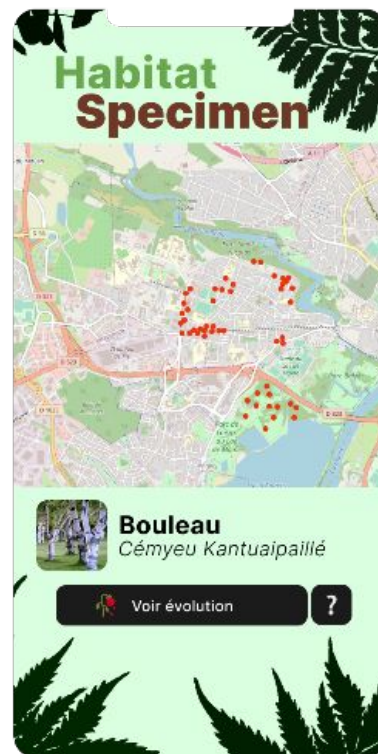 Habitat
Specimen
Bouleau
Cémyeu Kantuaipaillé
Voir évolution
?